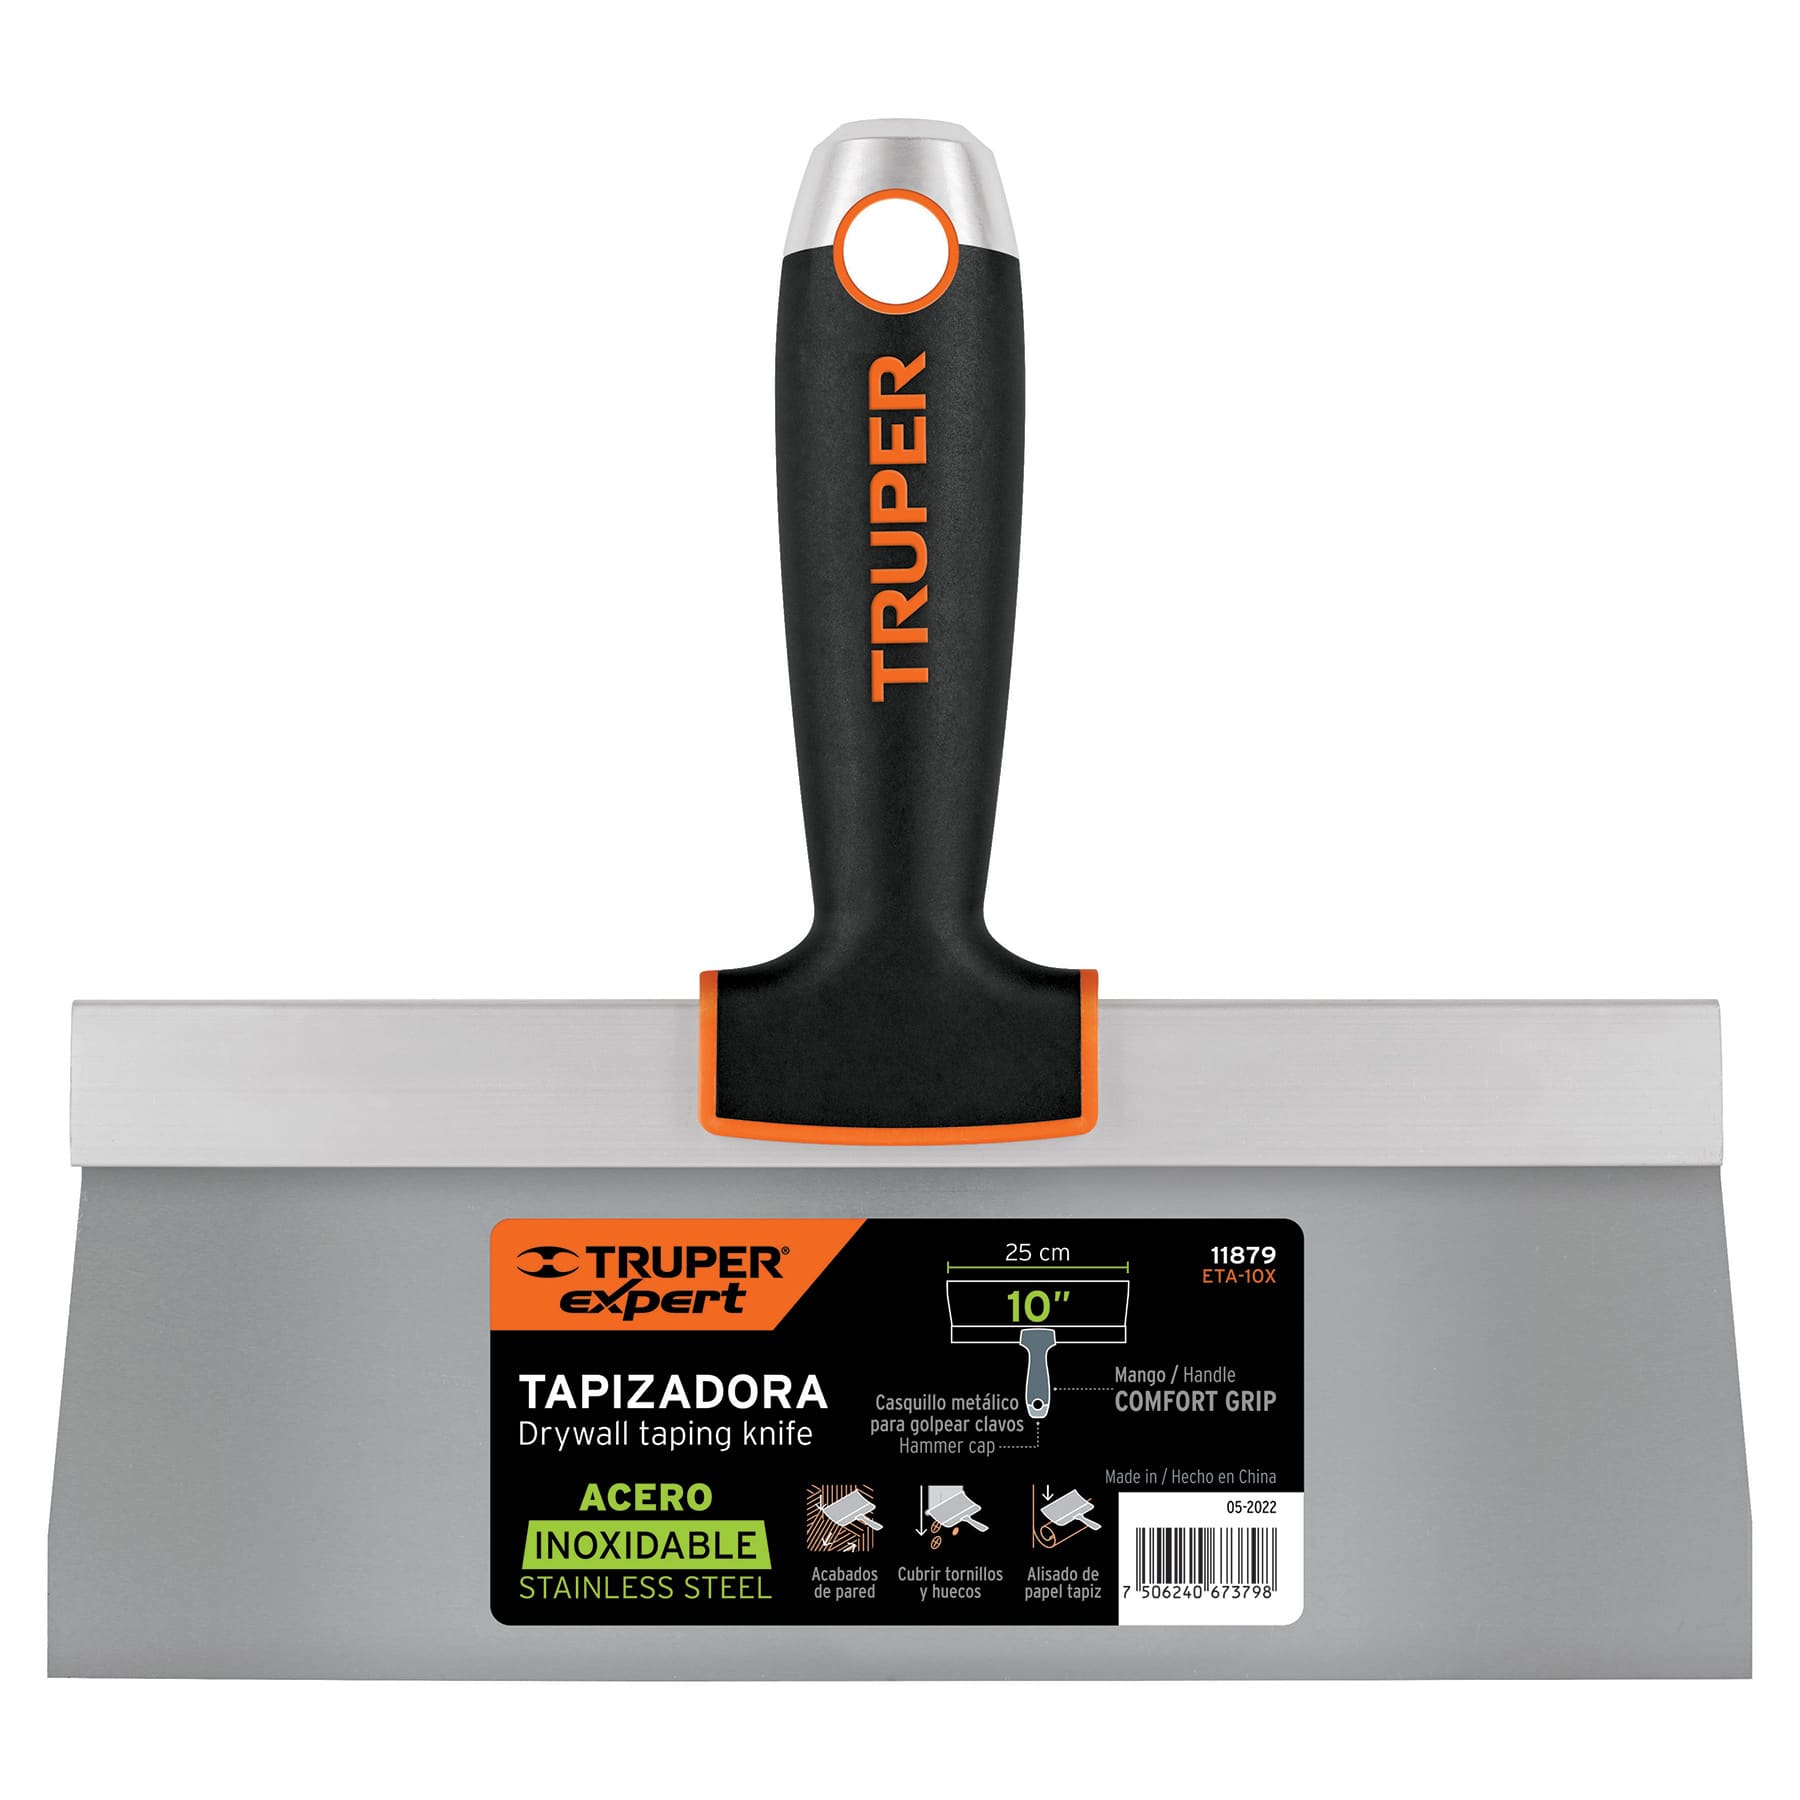 TRUPER
TRUPER®
expert
25 cm
10"
11879
ETA-10X
TAPIZADORA
Drywall taping knife
Mango / Handle
COMFORT GRIP
Casquillo metálico
para golpear clavos
Hammer cap
ACERO
INOXIDABLE
STAINLESS STEEL
Acabados
de pared
Cubrir tornillos
y huecos
Alisado de
papel tapiz
Made in / Hecho en China
05-2022
7 506240 673798